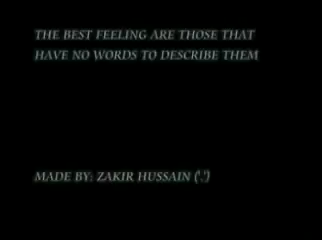 THE BEST FEELING ARE THOSE THAT
HAVE NO WORDS TO DESCRIBE THEM
MADE BY: ZAKIR HUSSAIN ('.')